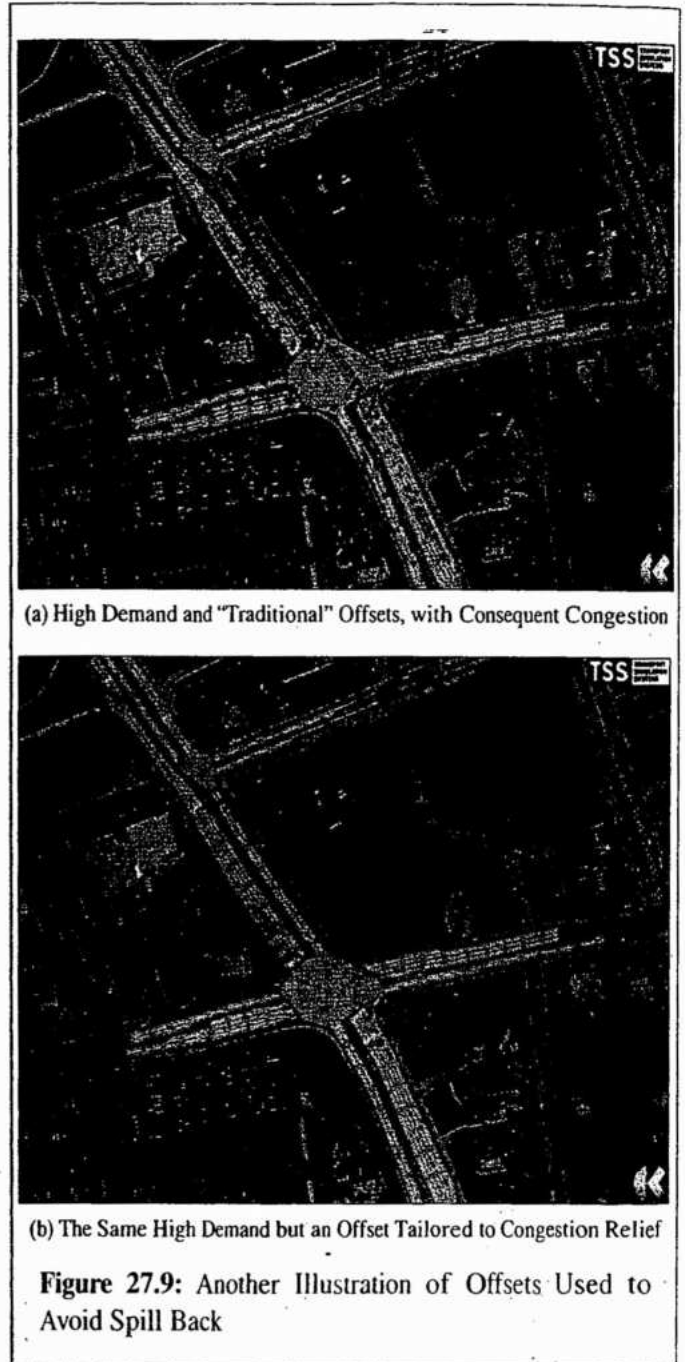 TSS
(a) High Demand and "Traditional" Offsets, with Consequent Congestion
TSS
(b) The Same High Demand but an Offset Tailored to Congestion Relief
Figure 27.9: Another Illustration of Offsets Used to
Avoid Spill Back